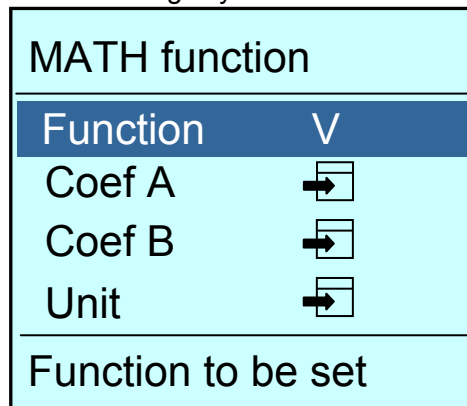 MATH function
Function V
Coef A
Coef B
Unit
Function to be set